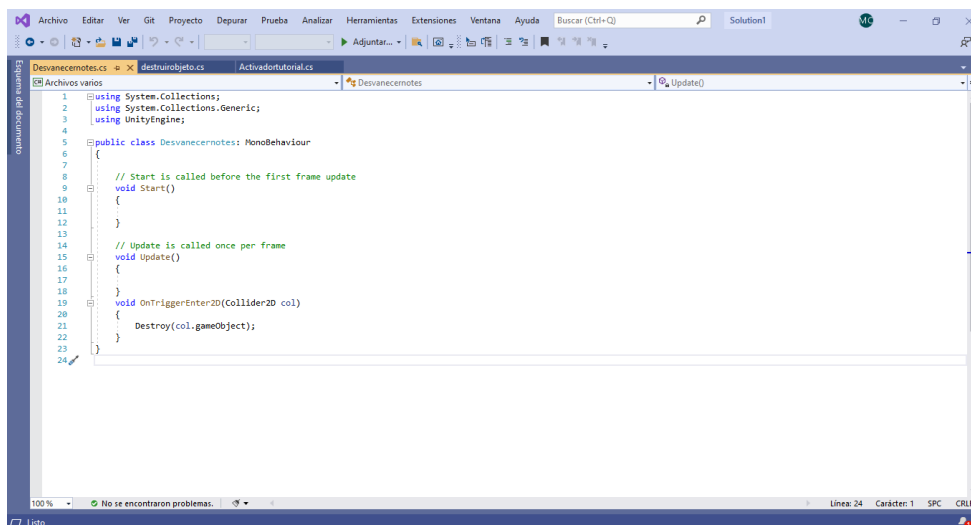 Archivo Editar Ver Git Proyecto Depurar Prueba Analizar Herramientas Extensiones Ventana Ayuda Buscar (Ctrl+Q) Solution1 MC
Adjuntar...
Desvanecernotes.cs destruirobjeto.cs Activadortutorial.cs
C# Archivos varios Desvanecernotes Update()
Esquema del documento
1 using System.Collections;
2 using System.Collections.Generic;
3 using UnityEngine;
4
5 public class Desvanecernotes: MonoBehaviour
6 {
7
8 // Start is called before the first frame update
9 void Start()
10 {
11
12 }
13
14 // Update is called once per frame
15 void Update()
16 {
17
18 }
19 void OnTriggerEnter2D(Collider2D col)
20 {
21 Destroy(col.gameObject);
22 }
23 }
24
100 % No se encontraron problemas. Línea: 24 Carácter: 1 SPC CRLF
Listo